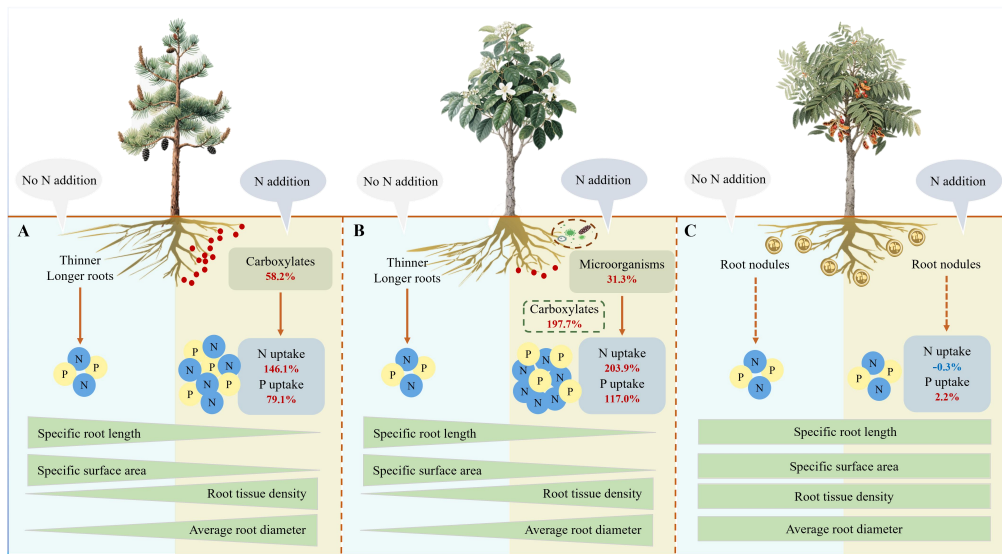 No N addition
N addition
A
Thinner
Longer roots
Carboxylates
58.2%
N
P
P
N
P
N
N
P
N
P
N
P
N
N uptake
146.1%
P uptake
79.1%
Specific root length
Specific surface area
Root tissue density
Average root diameter
No N addition
N addition
B
Thinner
Longer roots
Microorganisms
31.3%
Carboxylates
197.7%
N
P
P
N
P
N
P
N
N
P
N
N
N
N uptake
203.9%
P uptake
117.0%
Specific root length
Specific surface area
Root tissue density
Average root diameter
No N addition
N addition
C
Root nodules
Root nodules
N
P
P
N
N
P
P
N
N uptake
-0.3%
P uptake
2.2%
Specific root length
Specific surface area
Root tissue density
Average root diameter